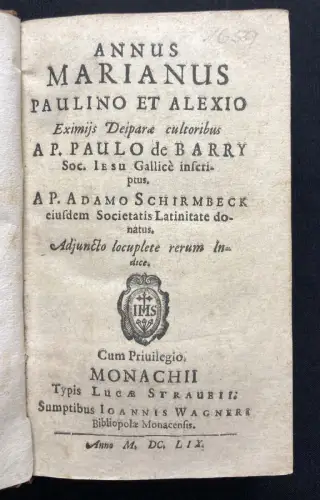 1659
ANNUS
MARIANUS
PAULINO ET ALEXIO
Eximijs Deiparæ cultoribus
A P. PAULO de BARRY
Soc. IESU Gallicè inscri-
ptus.
A P. ADAMO SCHIRMBECK
eiusdem Societatis Latinitate do-
natus.
Adjuncto locuplete rerum In-
dice.
IHS
Cum Priuilegio,
MONACHII
Typis LUCÆ STRAUBII;
Sumptibus IOANNIS WAGNERI
Bibliopolæ Monacensis.
Anno M. DC. LIX.